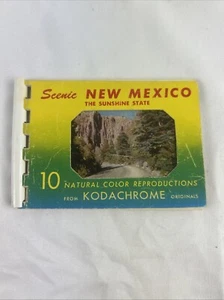 Scenic NEW MEXICO
THE SUNSHINE STATE
10 NATURAL COLOR REPRODUCTIONS
FROM KODACHROME ORIGINALS